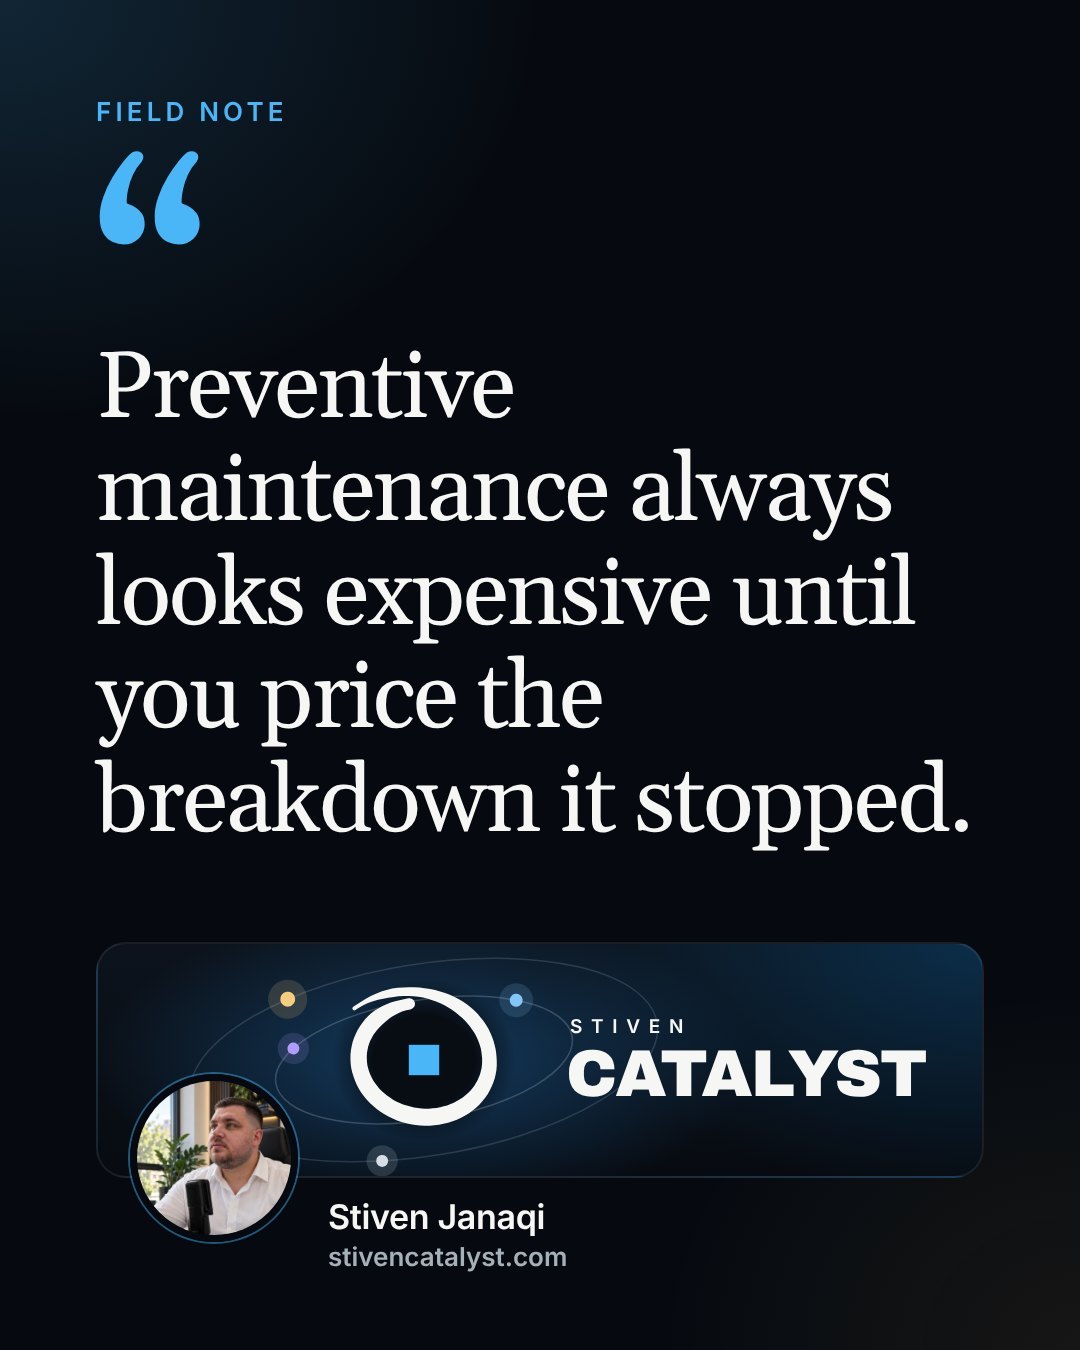 FIELD NOTE
“
Preventive
maintenance always
looks expensive until
you price the
breakdown it stopped.
STIVEN
CATALYST
Stiven Janaqi
stivencatalyst.com